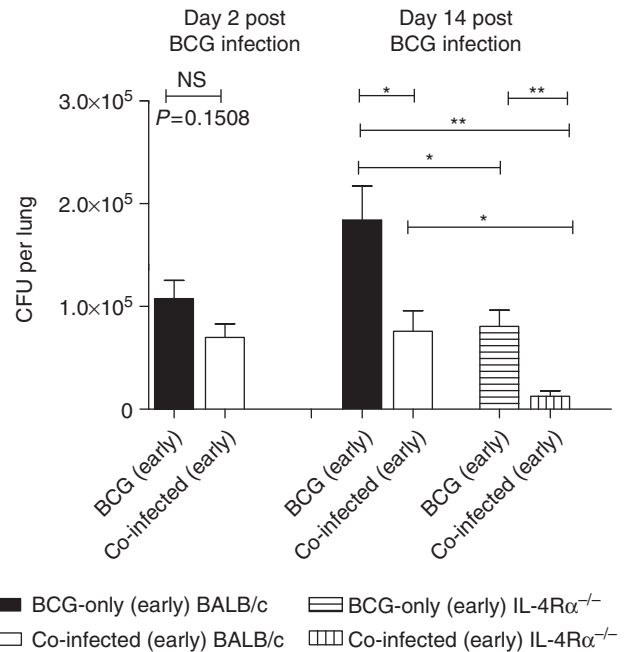 Day 2 post
BCG infection
Day 14 post
BCG infection
NS
P=0.1508
*
**
**
*
*
CFU per lung
3.0×10⁵
2.0×10⁵
1.0×10⁵
0
BCG (early)
Co-infected (early)
BCG (early)
Co-infected (early)
BCG (early)
Co-infected (early)
BCG-only (early) BALB/c
BCG-only (early) IL-4Rα⁻/⁻
Co-infected (early) BALB/c
Co-infected (early) IL-4Rα⁻/⁻